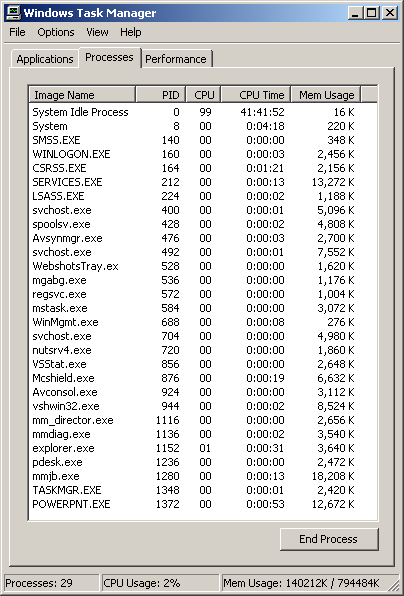 Windows Task Manager
File Options View Help
Applications Processes Performance
Image Name PID CPU CPU Time Mem Usage
System Idle Process 0 99 41:41:52 16 K
System 8 00 0:04:18 220 K
SMSS.EXE 140 00 0:00:00 348 K
WINLOGON.EXE 160 00 0:00:03 2,456 K
CSRSS.EXE 164 00 0:01:21 2,156 K
SERVICES.EXE 212 00 0:00:13 13,272 K
LSASS.EXE 224 00 0:00:02 1,188 K
svchost.exe 400 00 0:00:01 5,096 K
spoolsv.exe 428 00 0:00:02 4,808 K
Avsynmgr.exe 476 00 0:00:03 2,700 K
svchost.exe 492 00 0:00:01 7,552 K
WebshotsTray.ex 528 00 0:00:00 1,620 K
mgabg.exe 536 00 0:00:00 1,176 K
regsvc.exe 572 00 0:00:00 1,004 K
mstask.exe 584 00 0:00:00 3,072 K
WinMgmt.exe 688 00 0:00:08 276 K
svchost.exe 704 00 0:00:00 4,980 K
nutsrv4.exe 720 00 0:00:00 1,860 K
VSStat.exe 856 00 0:00:00 2,648 K
Mcshield.exe 876 00 0:00:19 6,632 K
Avconsol.exe 924 00 0:00:00 3,112 K
vshwin32.exe 944 00 0:00:02 8,524 K
mm_director.exe 1116 00 0:00:00 2,656 K
mmdiag.exe 1136 00 0:00:02 3,540 K
explorer.exe 1152 01 0:00:31 3,640 K
pdesk.exe 1236 00 0:00:00 2,472 K
mmjb.exe 1280 00 0:00:13 18,208 K
TASKMGR.EXE 1348 00 0:00:01 2,420 K
POWERPNT.EXE 1372 00 0:00:53 12,672 K
End Process
Processes: 29 CPU Usage: 2% Mem Usage: 140212K / 794484K